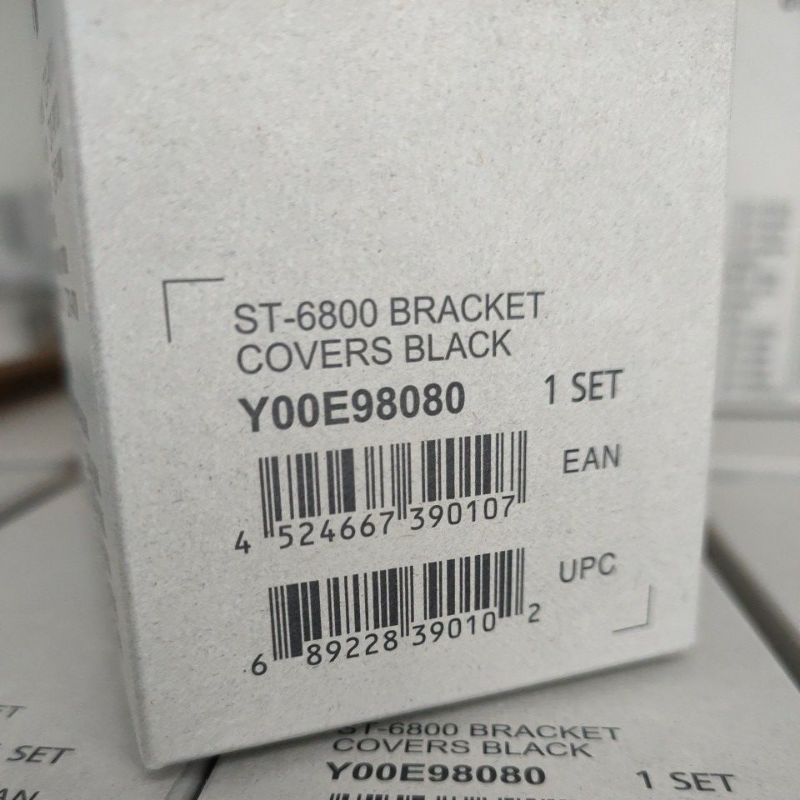 ST-6800 BRACKET
COVERS BLACK
Y00E98080 1 SET
EAN
4 524667 390107
UPC
6 89228 39010 2
ST-6800 BRACKET
COVERS BLACK
Y00E98080 1 SET
SET